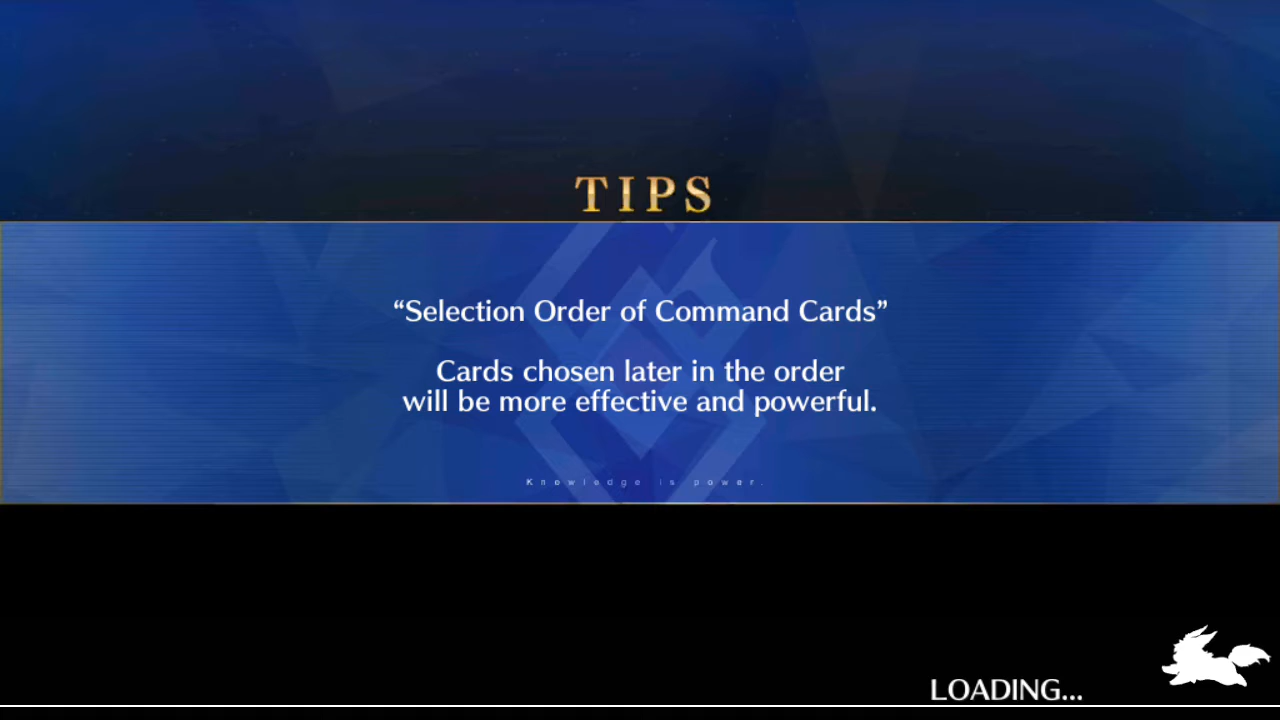 TIPS
“Selection Order of Command Cards”
Cards chosen later in the order
will be more effective and powerful.
Knowledge is power.
LOADING...